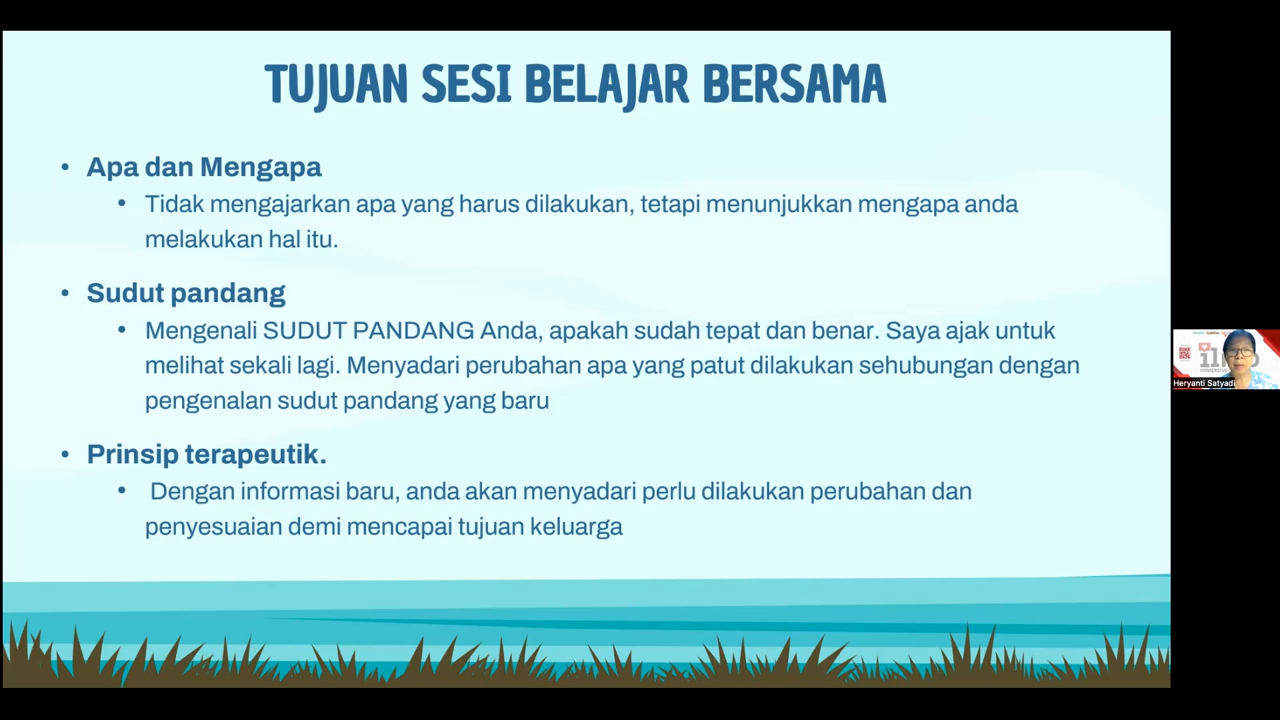 TUJUAN SESI BELAJAR BERSAMA
• Apa dan Mengapa
• Tidak mengajarkan apa yang harus dilakukan, tetapi menunjukkan mengapa anda
melakukan hal itu.
• Sudut pandang
• Mengenali SUDUT PANDANG Anda, apakah sudah tepat dan benar. Saya ajak untuk
melihat sekali lagi. Menyadari perubahan apa yang patut dilakukan sehubungan dengan
pengenalan sudut pandang yang baru
• Prinsip terapeutik.
• Dengan informasi baru, anda akan menyadari perlu dilakukan perubahan dan
penyesuaian demi mencapai tujuan keluarga
Heryanti Satyadi